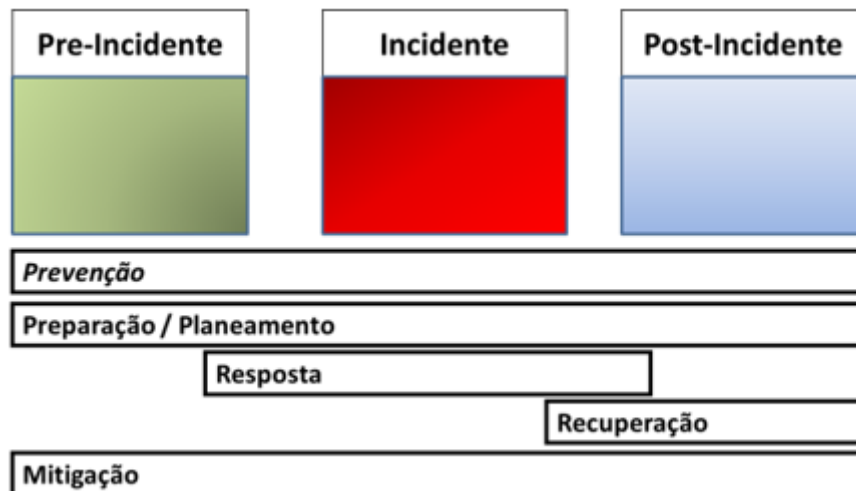 Pre-Incidente
Incidente
Post-Incidente
Prevenção
Preparação / Planeamento
Resposta
Recuperação
Mitigação